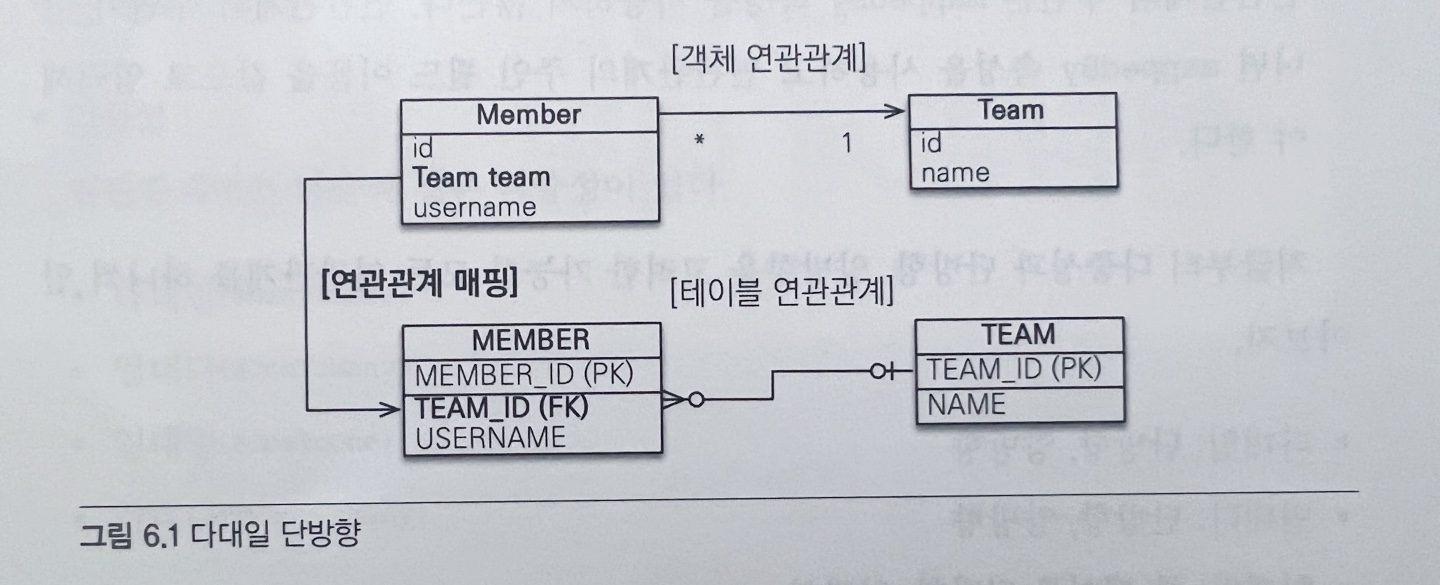 [객체 연관관계]
Member
id
Team team
username
* 1
Team
id
name
[연관관계 매핑]
[테이블 연관관계]
MEMBER
MEMBER_ID (PK)
TEAM_ID (FK)
USERNAME
TEAM
TEAM_ID (PK)
NAME
그림 6.1 다대일 단방향